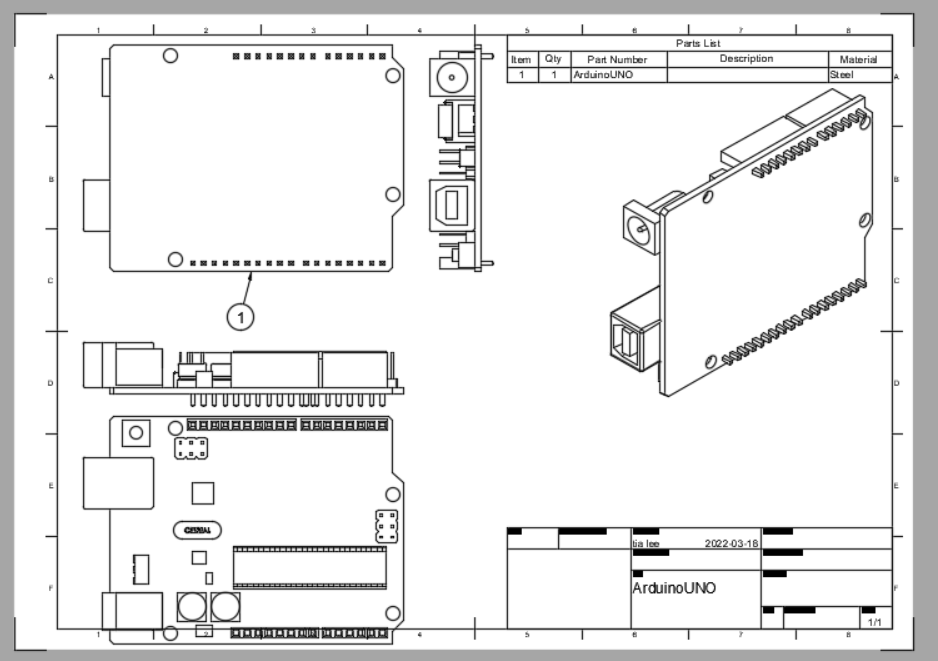 1 2 3 4 5 6 7 8
Parts List
Item Qty Part Number Description Material
1 1 ArduinoUNO Steel
A A
B B
C C
1
D D
E E
tia lee 2022-03-18
ArduinoUNO
F F
1/1
1 2 3 4 5 6 7 8